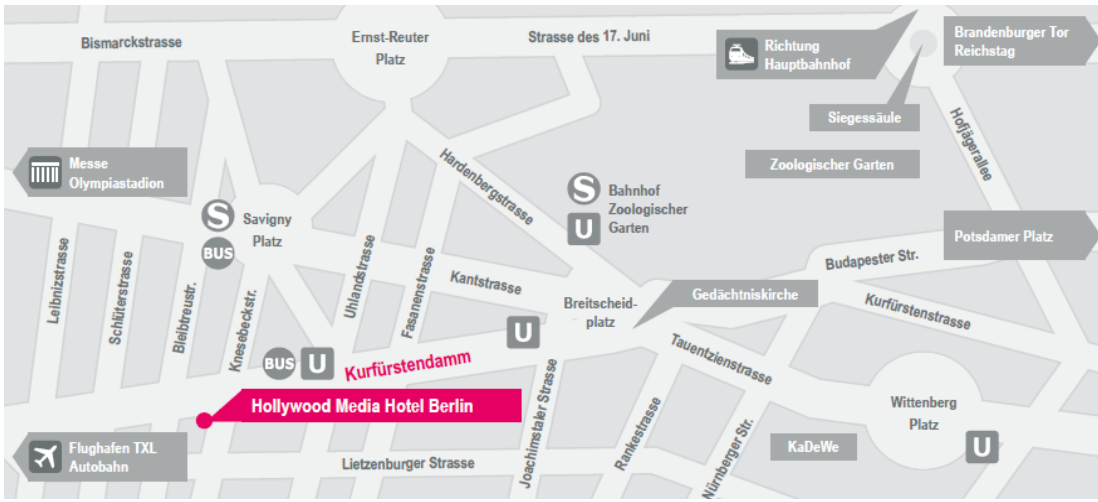 Bismarckstrasse
Ernst-Reuter
Platz
Strasse des 17. Juni
Richtung
Hauptbahnhof
Brandenburger Tor
Reichstag
Siegessäule
Zoologischer Garten
Hofjägerallee
Messe
Olympiastadion
Hardenbergstrasse
S
U
Bahnhof
Zoologischer
Garten
S
BUS
Savigny
Platz
Potsdamer Platz
Budapester Str.
Leibnizstrasse
Schlüterstrasse
Bleibtreustr.
Knesebeckstr.
Uhlandstrasse
Fasanenstrasse
Kantstrasse
Breitscheid-
platz
Gedächtniskirche
Kurfürstenstrasse
U
BUS
U
Kurfürstendamm
Tauentzienstrasse
Hollywood Media Hotel Berlin
Joachimstaler Strasse
Rankestrasse
Nürnberger Str.
Wittenberg
Platz
U
KaDeWe
Flughafen TXL
Autobahn
Lietzenburger Strasse